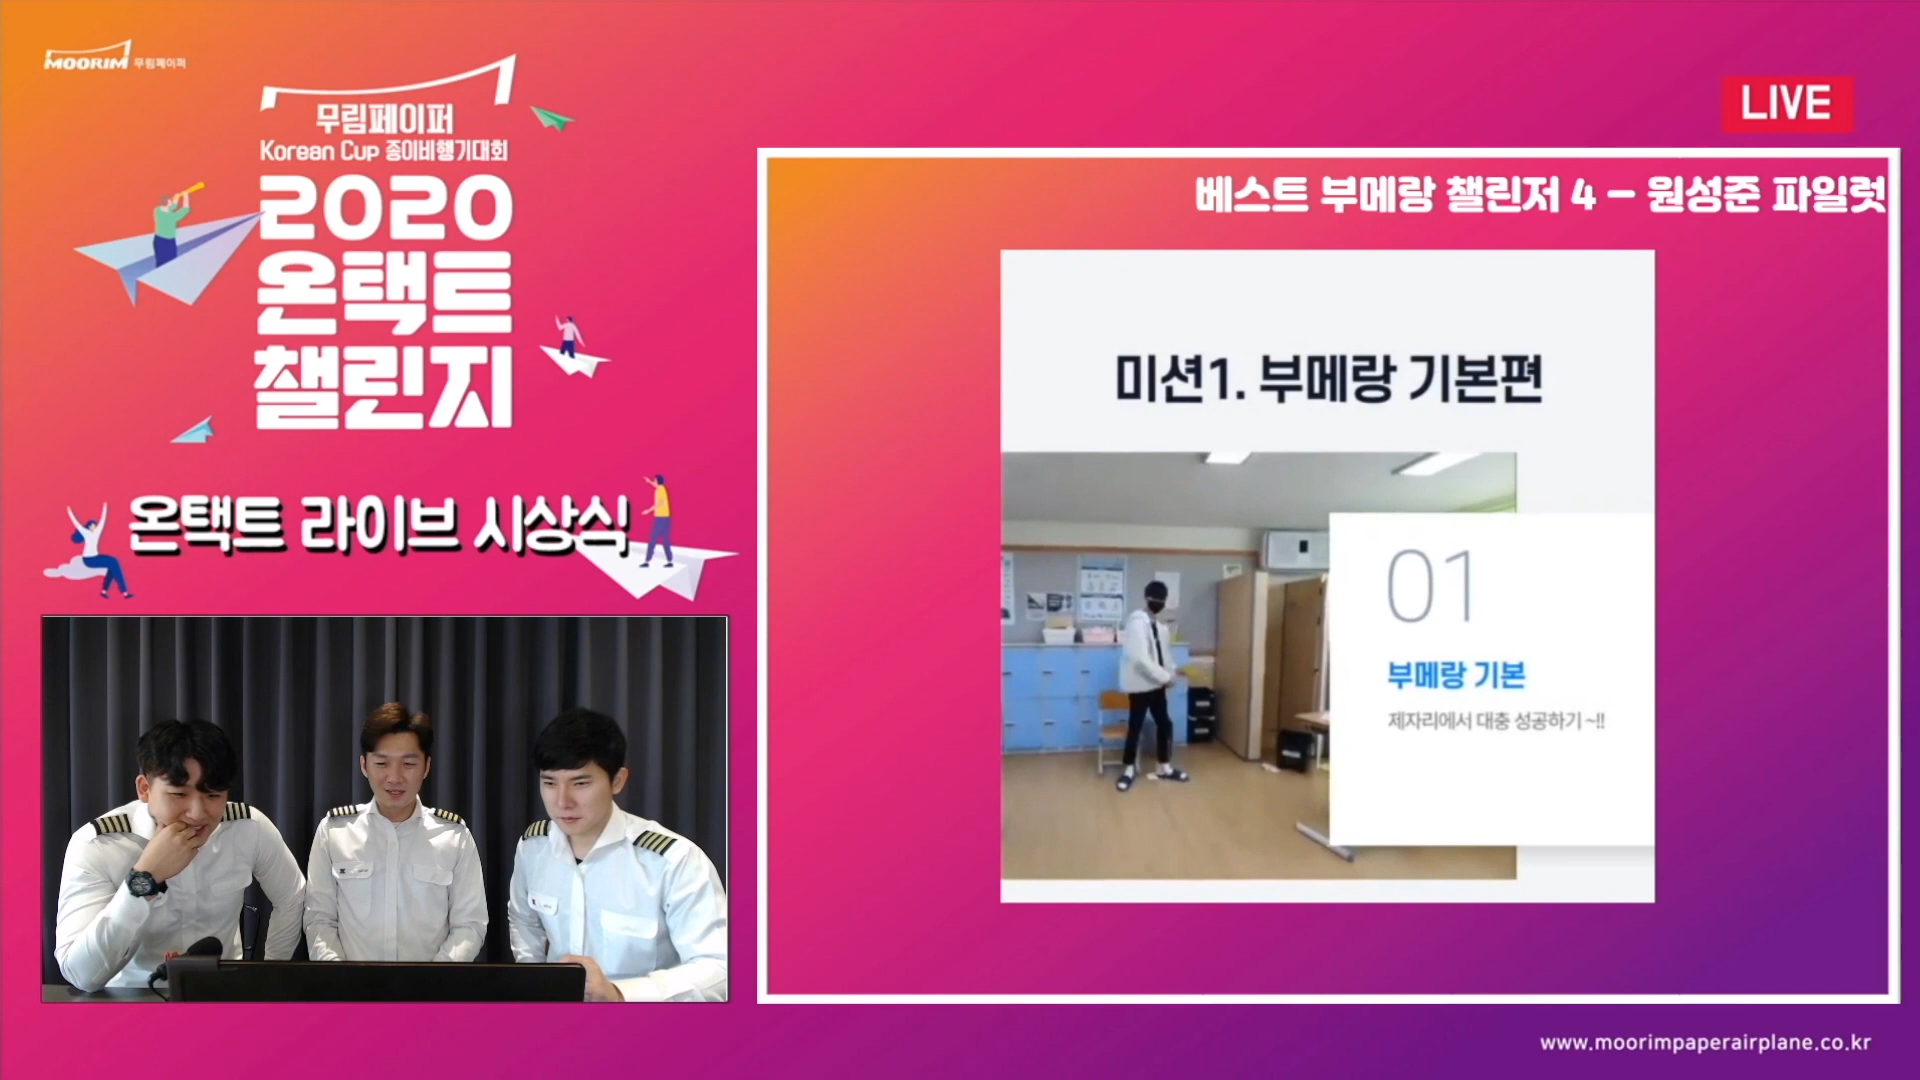 MOORIM 무림페이퍼
무림페이퍼
Korean Cup 종이비행기대회
2020
온택트
챌린지
온택트 라이브 시상식
LIVE
베스트 부메랑 챌린저 4 – 원성준 파일럿
미션1. 부메랑 기본편
01
부메랑 기본
제자리에서 대충 성공하기 ~!!
www.moorimpaperairplane.co.kr